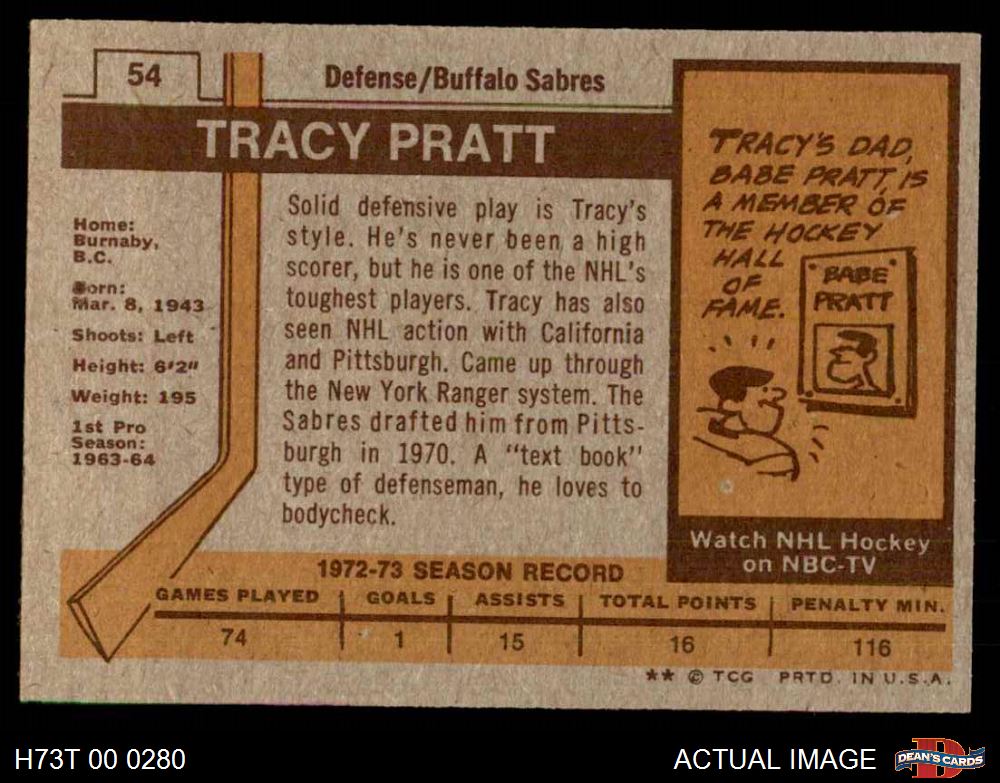 54
Defense/Buffalo Sabres
TRACY PRATT
Home:
Burnaby,
B.C.
Born:
Mar. 8, 1943
Shoots: Left
Height: 6'2"
Weight: 195
1st Pro
Season:
1963-64
Solid defensive play is Tracy's
style. He's never been a high
scorer, but he is one of the NHL's
toughest players. Tracy has also
seen NHL action with California
and Pittsburgh. Came up through
the New York Ranger system. The
Sabres drafted him from Pitts-
burgh in 1970. A "text book"
type of defenseman, he loves to
bodycheck.
TRACY'S DAD,
BABE PRATT, IS
A MEMBER OF
THE HOCKEY
HALL
OF
FAME.
BABE
PRATT
Watch NHL Hockey
on NBC-TV
1972-73 SEASON RECORD
GAMES PLAYED GOALS ASSISTS TOTAL POINTS PENALTY MIN.
74 1 15 16 116
** © TCG PRTD. IN U.S.A.
H73T 00 0280
ACTUAL IMAGE
D
DEAN'S CARDS